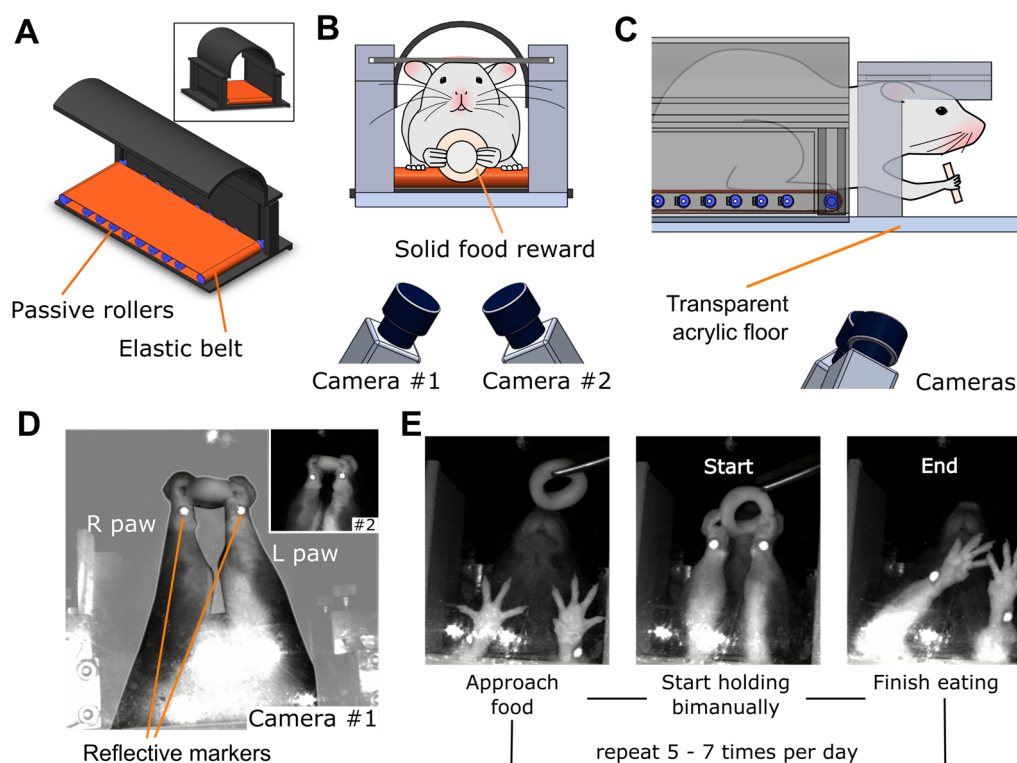 A
B
C
Solid food reward
Passive rollers
Elastic belt
Camera #1
Camera #2
Transparent
acrylic floor
Cameras
D
E
#2
R paw
L paw
Camera #1
Reflective markers
Start
End
Approach
food
Start holding
bimanually
Finish eating
repeat 5 - 7 times per day